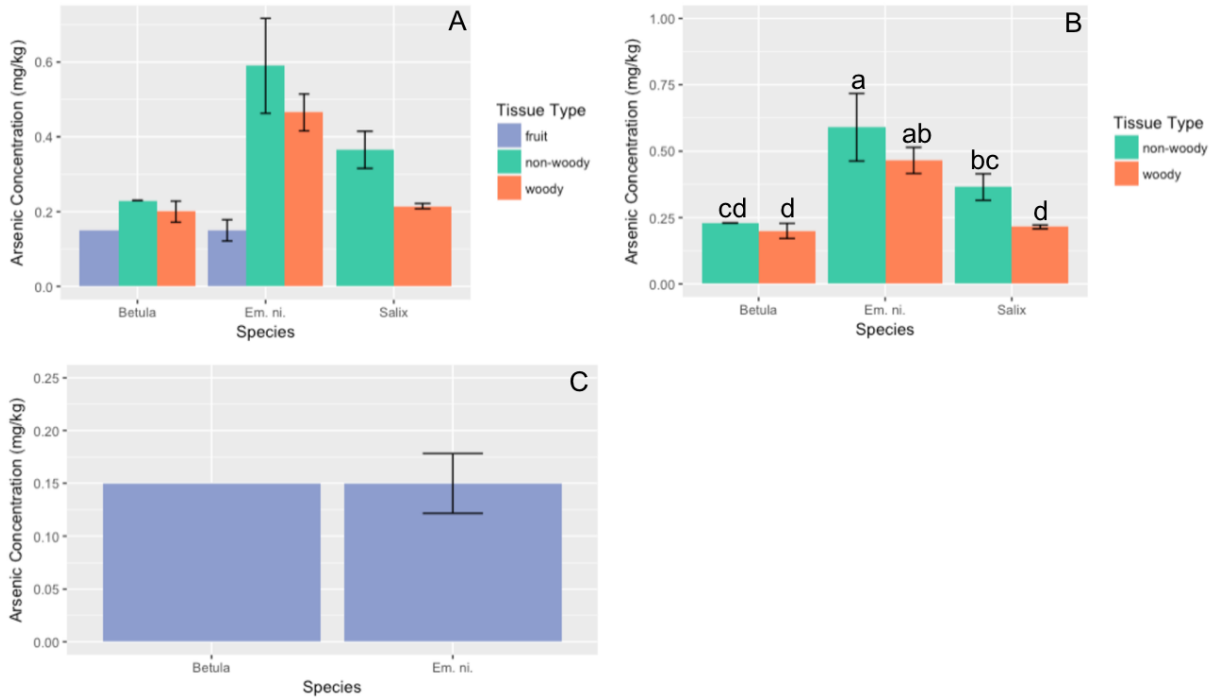 A
Arsenic Concentration (mg/kg)
0.6
0.4
0.2
0.0
Betula
Em. ni.
Salix
Species
Tissue Type
fruit
non-woody
woody
B
Arsenic Concentration (mg/kg)
1.00
0.75
0.50
0.25
0.00
cd
d
a
ab
bc
d
Betula
Em. ni.
Salix
Species
Tissue Type
non-woody
woody
C
Arsenic Concentration (mg/kg)
0.25
0.20
0.15
0.10
0.05
0.00
Betula
Em. ni.
Species